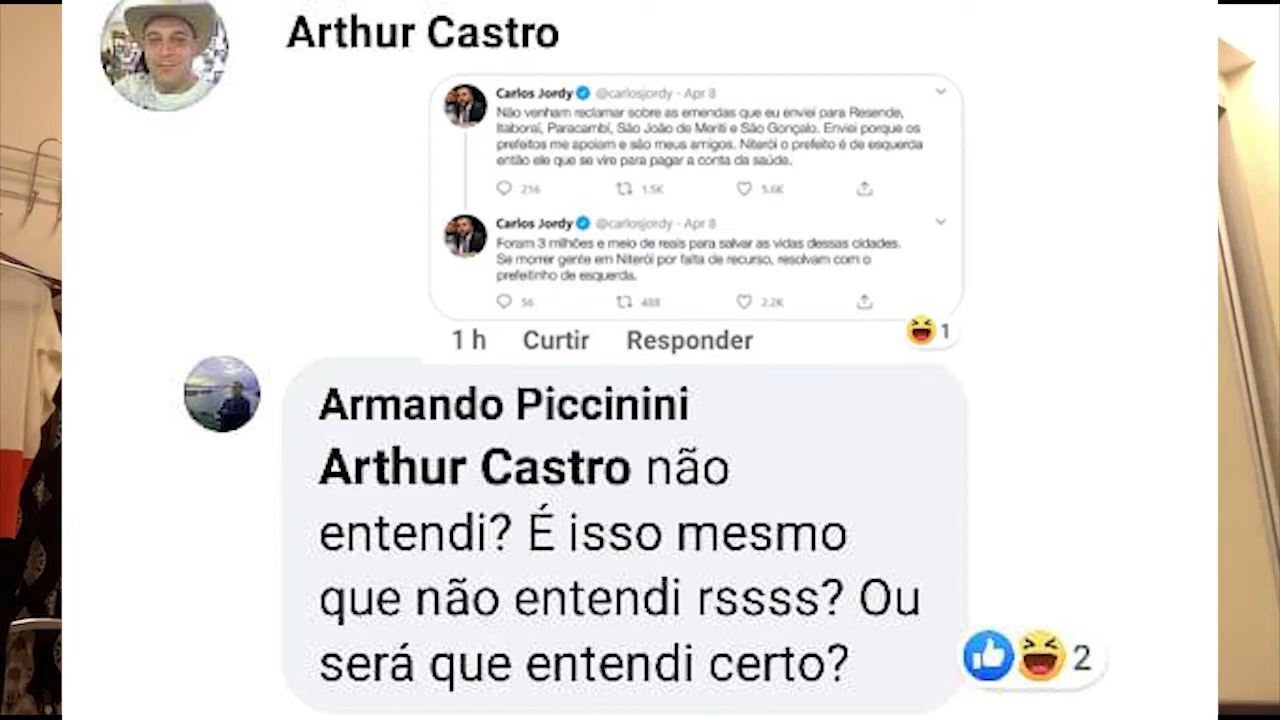 Arthur Castro
Carlos Jordy @carlosjordy · Apr 8
Não venham reclamar sobre as emendas que eu enviei para Resende,
Itaboraí, Paracambí, São João de Meriti e São Gonçalo. Enviei porque os
prefeitos me apoiam e são meus amigos. Niterói o prefeito é de esquerda
então ele que se vire para pagar a conta da saúde.
216 1.5K 5.6K
Carlos Jordy @carlosjordy · Apr 8
Foram 3 milhões e meio de reais para salvar as vidas dessas cidades.
Se morrer gente em Niterói por falta de recurso, resolvam com o
prefeitinho de esquerda.
56 488 2.2K
1 h Curtir Responder 1
Armando Piccinini
Arthur Castro não
entendi? É isso mesmo
que não entendi rssss? Ou
será que entendi certo?
2